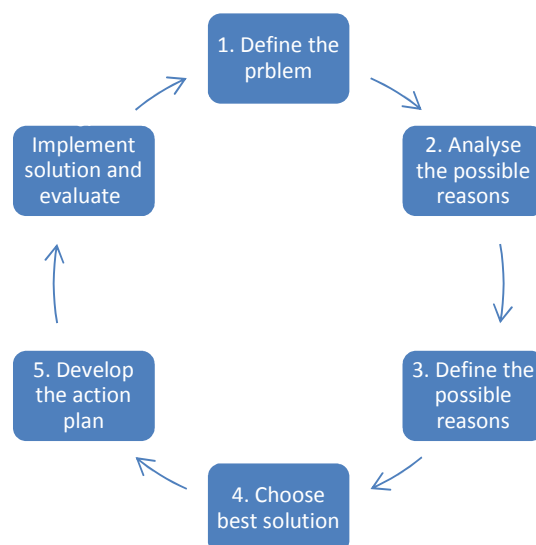 1. Define the
prblem
2. Analyse
the possible
reasons
3. Define the
possible
reasons
4. Choose
best solution
5. Develop
the action
plan
Implement
solution and
evaluate